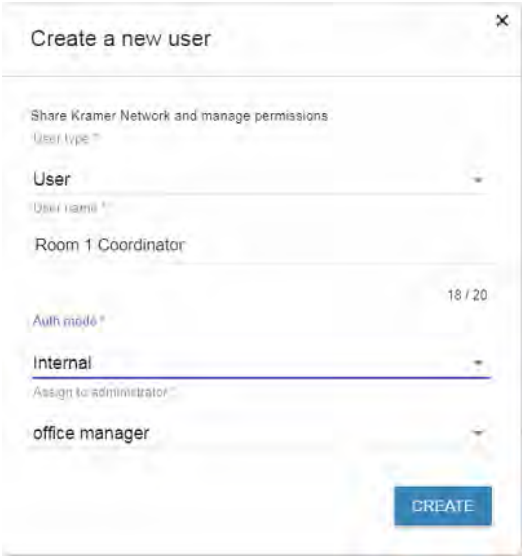 Create a new user
×
Share Kramer Network and manage permissions
User type *
User
User name *
Room 1 Coordinator
18 / 20
Auth mode *
Internal
Assign to administrator *
office manager
CREATE